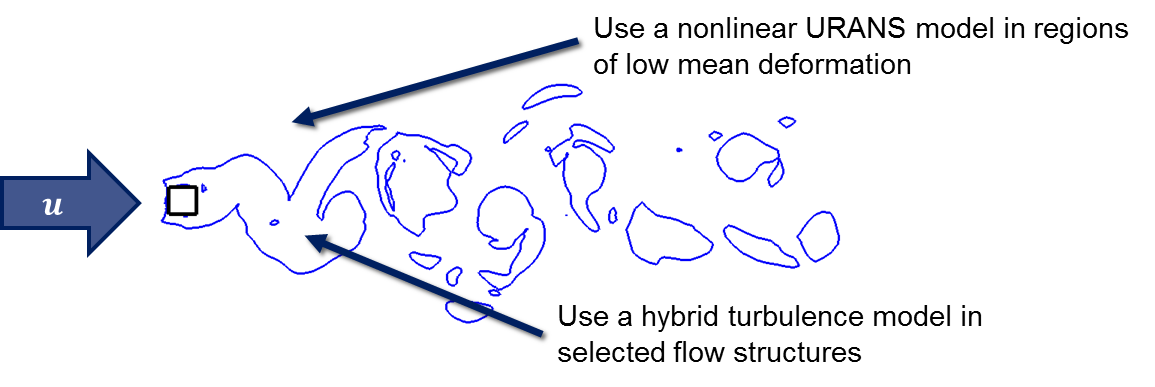 Use a nonlinear URANS model in regions
of low mean deformation
u
Use a hybrid turbulence model in
selected flow structures